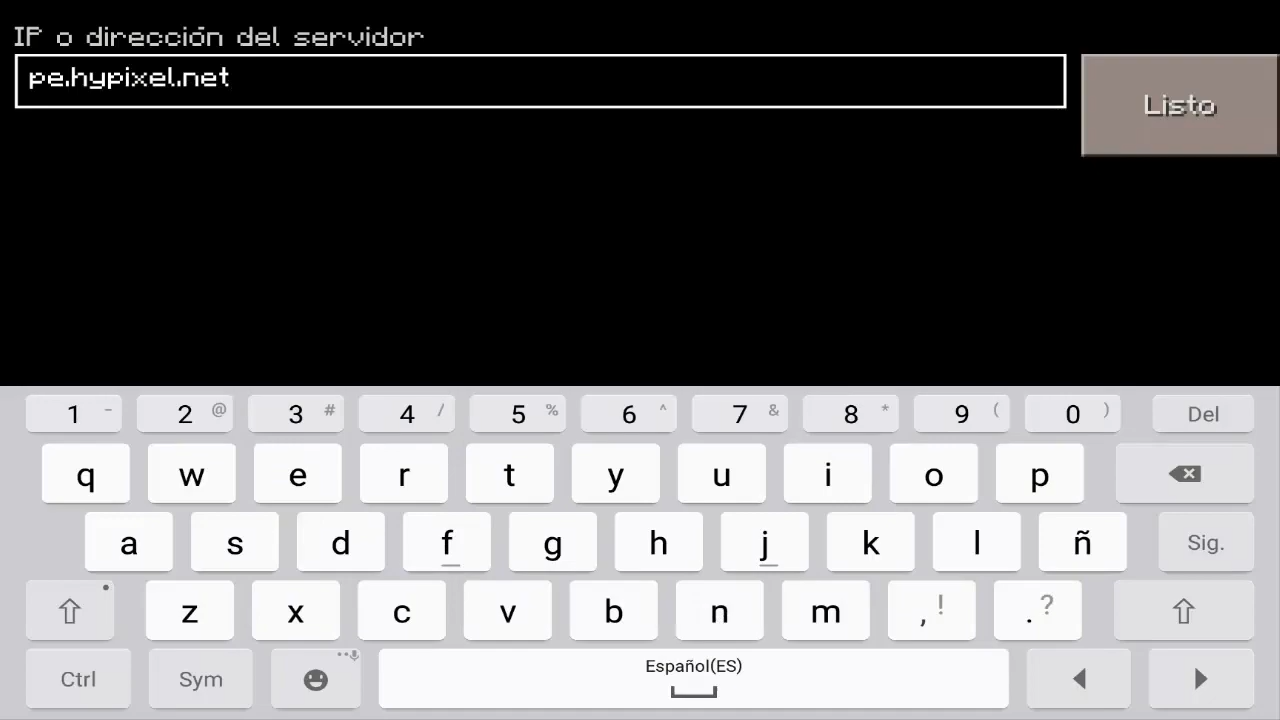 IP o dirección del servidor
pe.hypixel.net
Listo
1 - 2 @ 3 # 4 / 5 % 6 ^ 7 & 8 * 9 ( 0 ) Del
q w e r t y u i o p
a s d f g h j k l ñ Sig.
z x c v b n m , ! . ?
Ctrl Sym Español(ES)